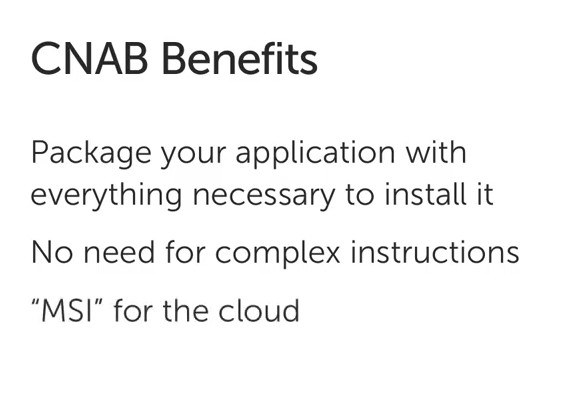 CNAB Benefits
Package your application with
everything necessary to install it
No need for complex instructions
“MSI” for the cloud